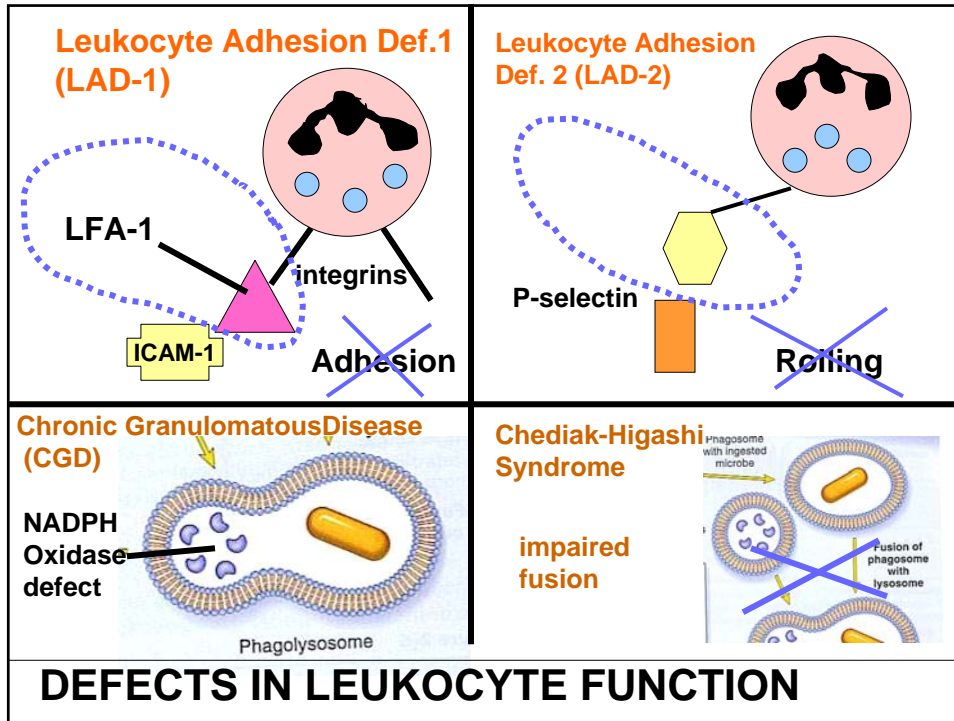 Leukocyte Adhesion Def.1
(LAD-1)
LFA-1
integrins
ICAM-1
Adhesion
Leukocyte Adhesion
Def. 2 (LAD-2)
P-selectin
Rolling
Chronic GranulomatousDisease
(CGD)
NADPH
Oxidase
defect
Phagolysosome
Chediak-Higashi
Syndrome
impaired
fusion
Phagosome
with ingested
microbe
Fusion of
phagosome
with
lysosome
DEFECTS IN LEUKOCYTE FUNCTION